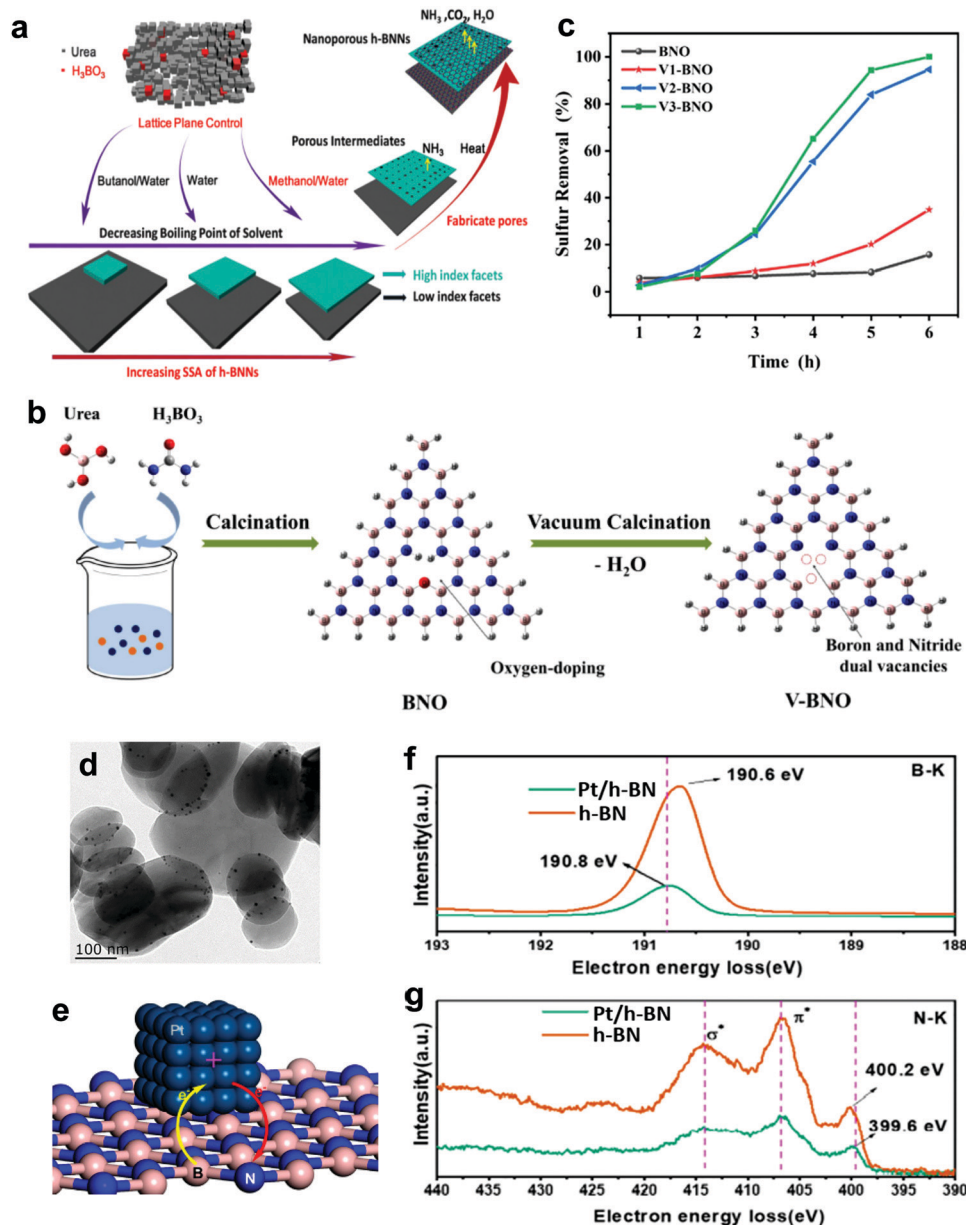 a
Urea
H₃BO₃
Lattice Plane Control
Butanol/Water
Water
Methanol/Water
Decreasing Boiling Point of Solvent
High index facets
Low index facets
Increasing SSA of h-BNNs
NH₃ ,CO₂, H₂O
Nanoporous h-BNNs
Porous Intermediates
NH₃
Heat
Fabricate pores
c
Sulfur Removal (%)
100
80
60
40
20
0
BNO
V1-BNO
V2-BNO
V3-BNO
1 2 3 4 5 6
Time (h)
b
Urea
H₃BO₃
Calcination
Vacuum Calcination
- H₂O
Oxygen-doping
Boron and Nitride
dual vacancies
BNO
V-BNO
d
100 nm
e
Pt
+
e⁻
B
N
f
B-K
Pt/h-BN
h-BN
190.6 eV
190.8 eV
Intensity(a.u.)
193 192 191 190 189 188
Electron energy loss(eV)
g
N-K
Pt/h-BN
h-BN
σ*
π*
400.2 eV
399.6 eV
Intensity(a.u.)
440 435 430 425 420 415 410 405 400 395 390
Electron energy loss(eV)